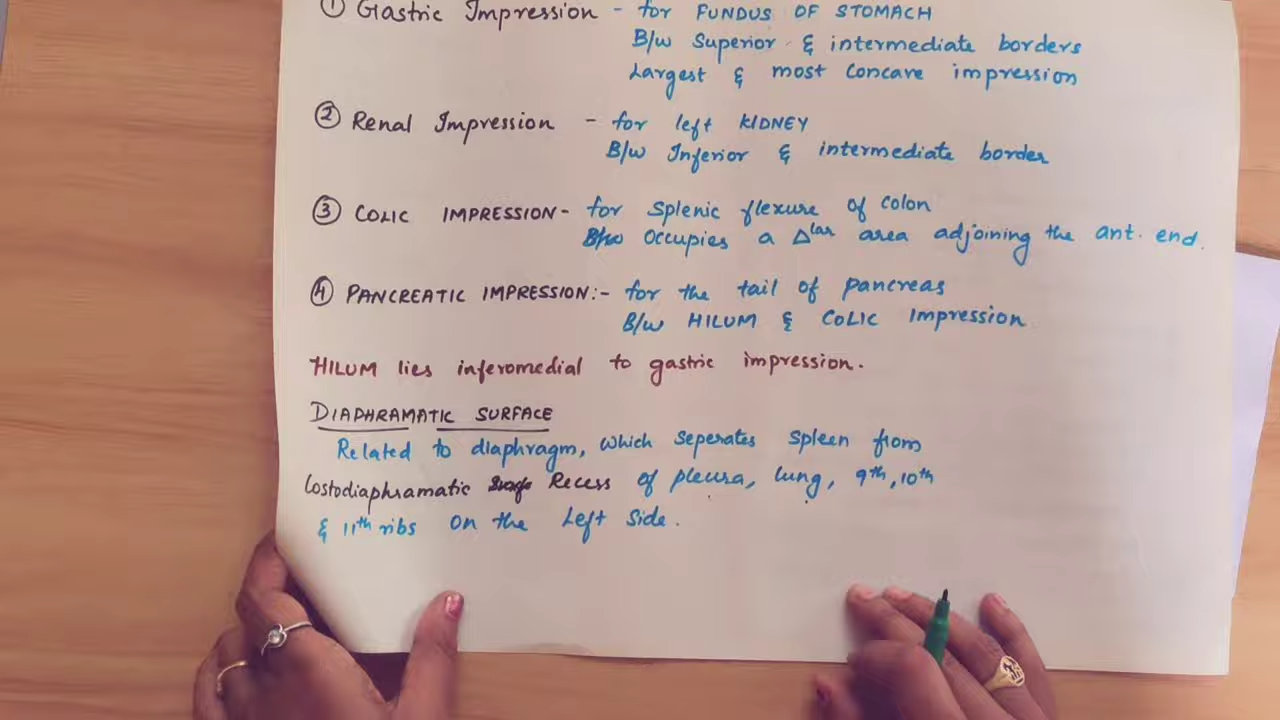 ① Gastric Impression - for FUNDUS OF STOMACH
B/w Superior & intermediate borders
Largest & most concave impression
② Renal Impression - for left KIDNEY
B/w Inferior & intermediate border
③ COLIC IMPRESSION- for splenic flexure of colon
Occupies a Δlar area adjoining the ant. end.
④ PANCREATIC IMPRESSION:- for the tail of pancreas
B/w HILUM & COLIC Impression
HILUM lies inferomedial to gastric impression.
DIAPHRAMATIC SURFACE
Related to diaphragm, which seperates spleen from
Costodiaphramatic Recess of pleura, lung, 9th, 10th
& 11th ribs on the Left side.